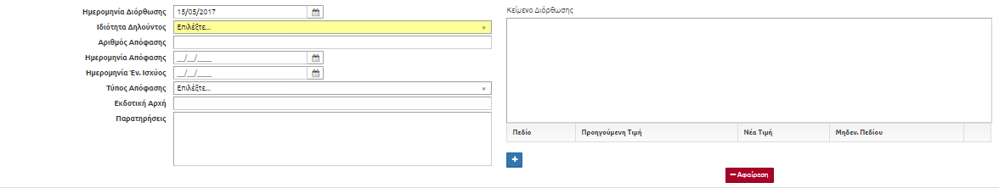 Ημερομηνία Διόρθωσης 15/05/2017
Ιδιότητα Δηλούντος Επιλέξτε...
Αριθμός Απόφασης
Ημερομηνία Απόφασης __/__/____
Ημερομηνία Έν. Ισχύος __/__/____
Τύπος Απόφασης Επιλέξτε...
Εκδοτική Αρχή
Παρατηρήσεις
Κείμενο Διόρθωσης
Πεδίο Προηγούμενη Τιμή Νέα Τιμή Μηδεν. Πεδίου
Αφαίρεση